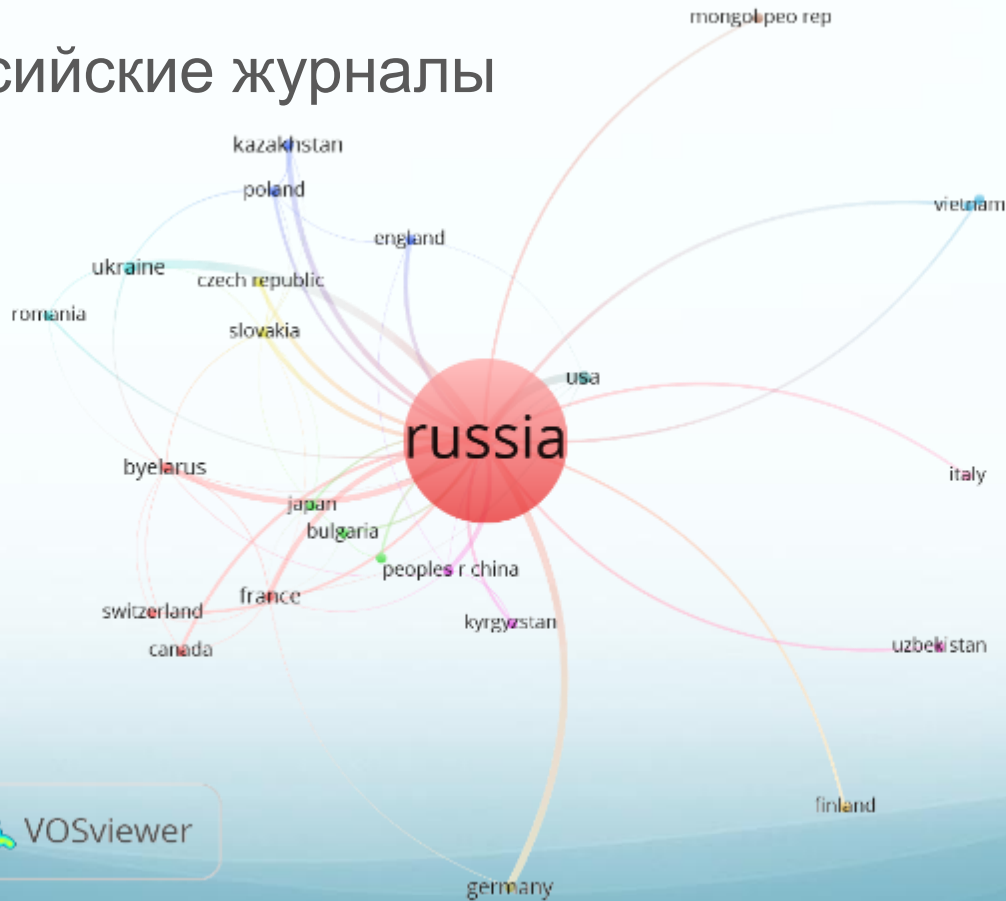 mongol peo rep
сийские журналы
kazakhstan
poland
vietnam
england
ukraine
czech republic
romania
slovakia
usa
russia
byelarus
italy
japan
bulgaria
peoples r china
france
switzerland
kyrgyzstan
canada
uzbekistan
finland
VOSviewer
germany